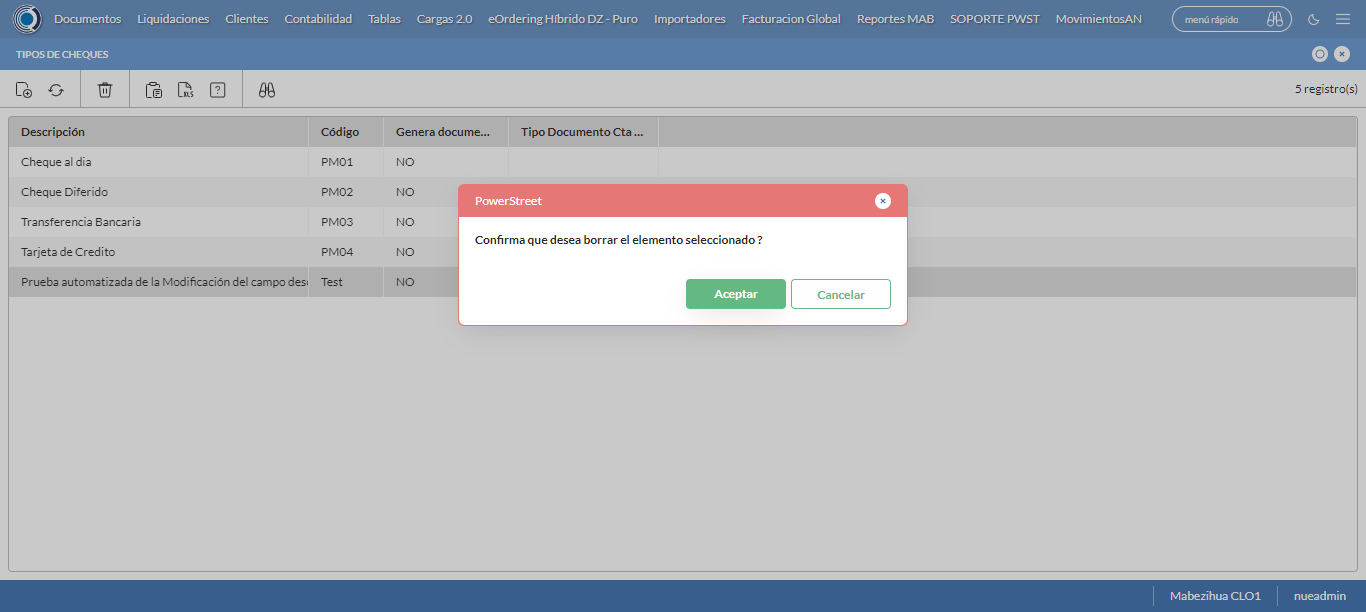 Documentos Liquidaciones Clientes Contabilidad Tablas Cargas 2.0 eOrdering Híbrido DZ - Puro Importadores Facturacion Global Reportes MAB SOPORTE PWST MovimientosAN menú rápido
TIPOS DE CHEQUES
XLS ? 5 registro(s)
Descripción Código Genera docume... Tipo Documento Cta ...
Cheque al dia PM01 NO
Cheque Diferido PM02 NO
Transferencia Bancaria PM03 NO
Tarjeta de Credito PM04 NO
Prueba automatizada de la Modificación del campo des Test NO
PowerStreet
Confirma que desea borrar el elemento seleccionado ?
Aceptar Cancelar
Mabezihua CLO1 nueadmin